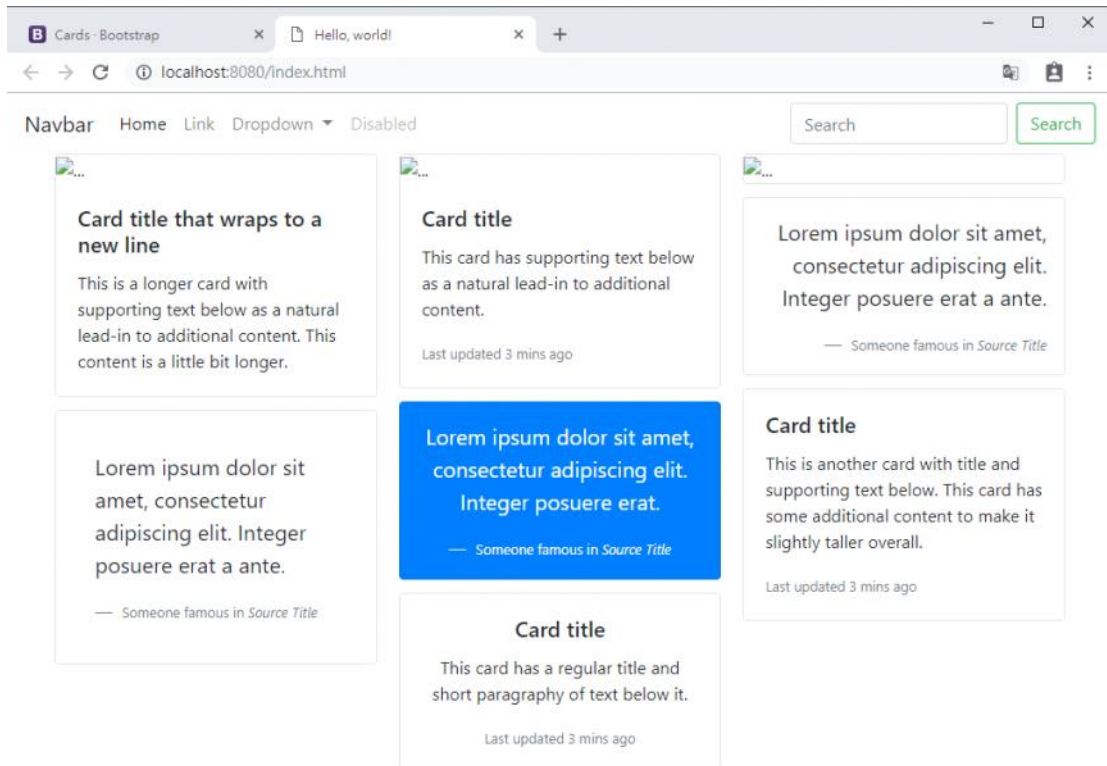 Cards · Bootstrap
Hello, world!
localhost:8080/index.html
Navbar Home Link Dropdown Disabled
Search
Search
...
Card title that wraps to a
new line
This is a longer card with
supporting text below as a natural
lead-in to additional content. This
content is a little bit longer.
Lorem ipsum dolor sit
amet, consectetur
adipiscing elit. Integer
posuere erat a ante.
— Someone famous in Source Title
...
Card title
This card has supporting text below
as a natural lead-in to additional
content.
Last updated 3 mins ago
Lorem ipsum dolor sit amet,
consectetur adipiscing elit.
Integer posuere erat.
— Someone famous in Source Title
Card title
This card has a regular title and
short paragraphy of text below it.
Last updated 3 mins ago
...
Lorem ipsum dolor sit amet,
consectetur adipiscing elit.
Integer posuere erat a ante.
— Someone famous in Source Title
Card title
This is another card with title and
supporting text below. This card has
some additional content to make it
slightly taller overall.
Last updated 3 mins ago